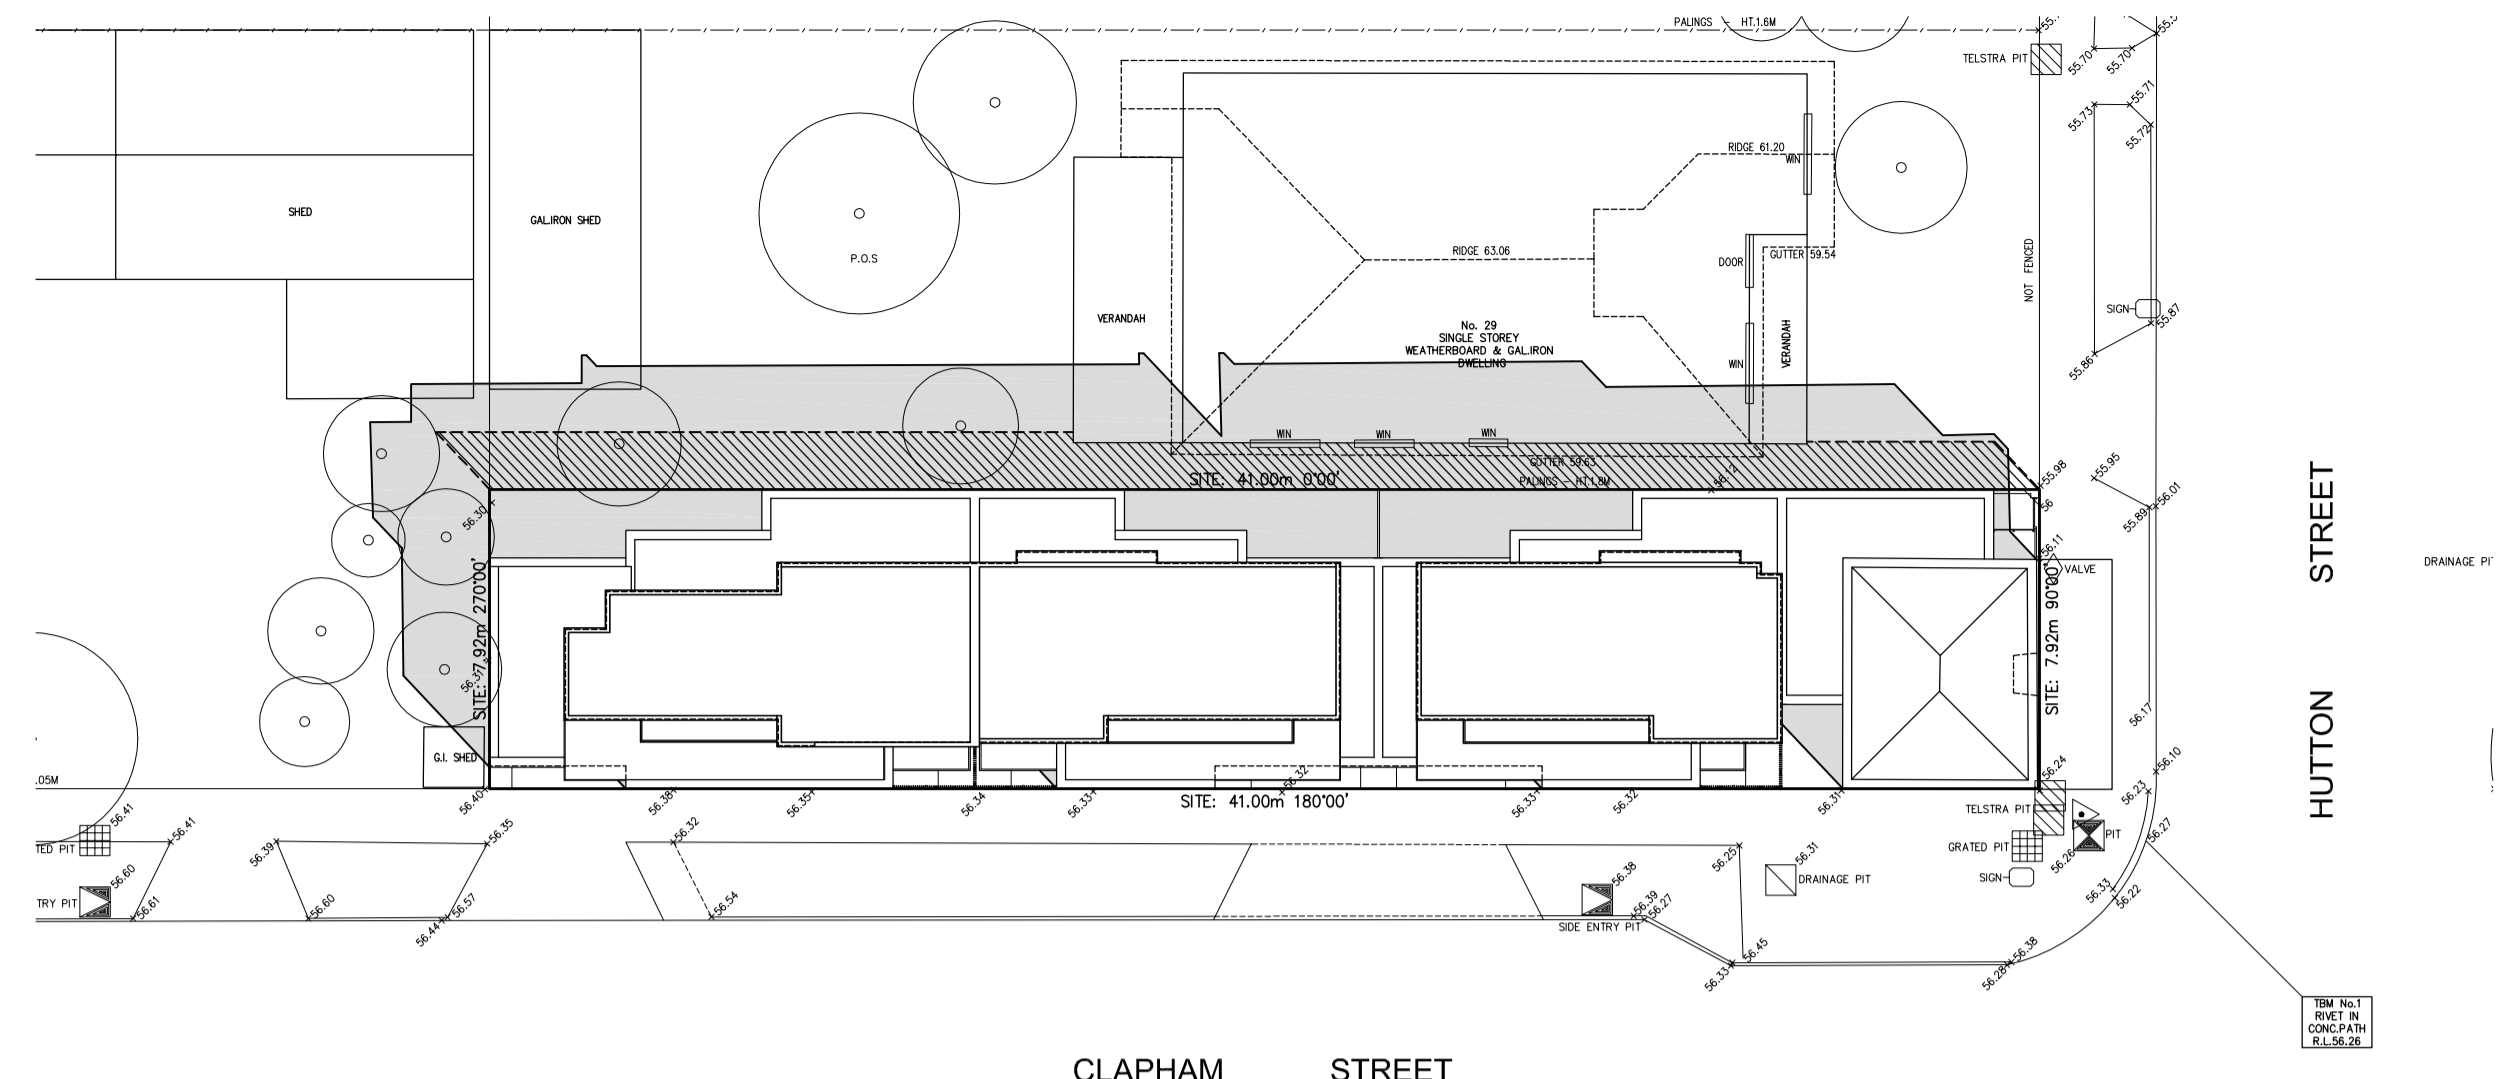 PALINGS - HT.1.6M
TELSTRA PIT
55.70
55.70
55.71
55.73
55.72
RIDGE 61.20
WIN
SHED
GAL.IRON SHED
P.O.S
RIDGE 63.06
DOOR
GUTTER 59.54
NOT FENCED
SIGN
55.87
VERANDAH
No. 29
SINGLE STOREY
WEATHERBOARD & GAL.IRON
DWELLING
WIN
VERANDAH
55.86
WIN
WIN
WIN
GUTTER 59.63
SITE: 41.00m 0°00'
PALINGS - HT.1.8M
56.12
55.98
55.95
56.01
56
55.89
56.30
56.11
VALVE
DRAINAGE PI
SITE: 7.92m 270°00'
56.31
SITE: 7.92m 90°00'
HUTTON STREET
56.17
G.I. SHED
.05M
56.10
56.24
56.23
56.40
56.38
56.35
56.34
56.33
56.32
SITE: 41.00m 180°00'
56.33
56.32
56.31
TELSTRA PIT
PIT
56.27
56.41
56.41
TED PIT
56.39
56.35
56.32
56.25
56.31
GRATED PIT
56.26
56.60
TRY PIT
56.61
56.60
56.57
56.44
56.54
56.38
DRAINAGE PIT
SIGN
56.33
56.22
56.39
56.27
SIDE ENTRY PIT
56.45
56.33
56.38
56.28
TBM No.1
RIVET IN
CONC.PATH
R.L.56.26
CLAPHAM STREET